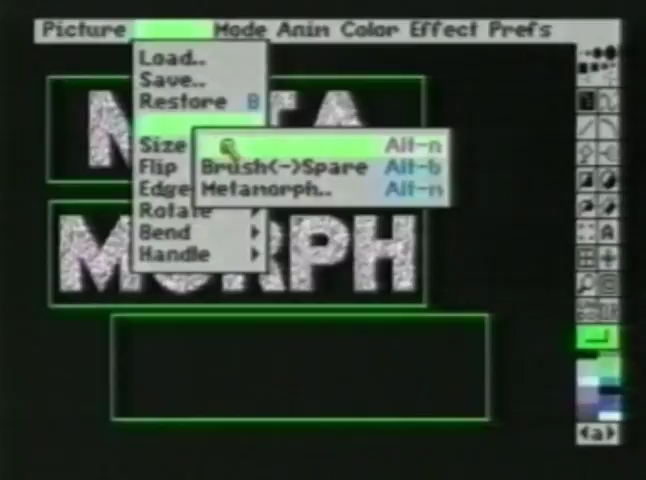 Picture Mode Anim Color Effect Prefs
Load..
Save..
Restore B
Size
Alt-n
Flip
Brush<->Spare Alt-b
Edge
Metamorph.. Alt-m
Rotate
Bend
Handle
META
MORPH
A
a